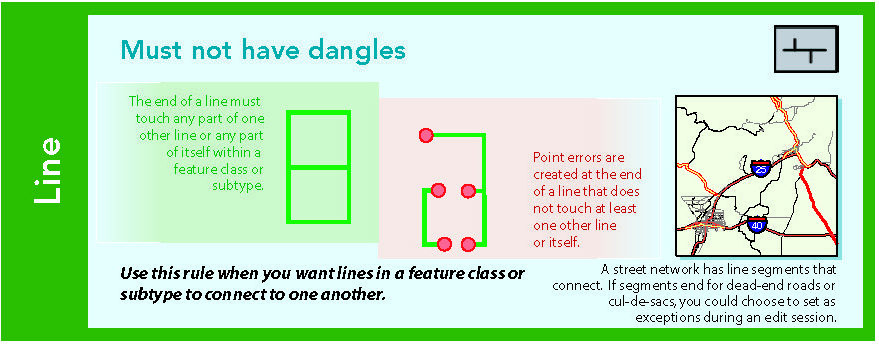 Line
Must not have dangles
The end of a line must
touch any part of one
other line or any part
of itself within a
feature class or
subtype.
Point errors are
created at the end
of a line that does
not touch at least
one other line
or itself.
25
40
Use this rule when you want lines in a feature class or
subtype to connect to one another.
A street network has line segments that
connect. If segments end for dead-end roads or
cul-de-sacs, you could choose to set as
exceptions during an edit session.